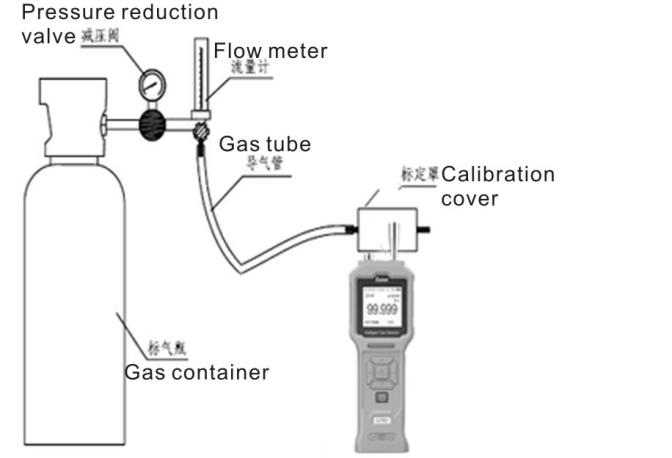 Pressure reduction
valve 减压阀
Flow meter
流量计
Gas tube
导气管
标定罩 Calibration
cover
99.999
标气瓶
Gas container